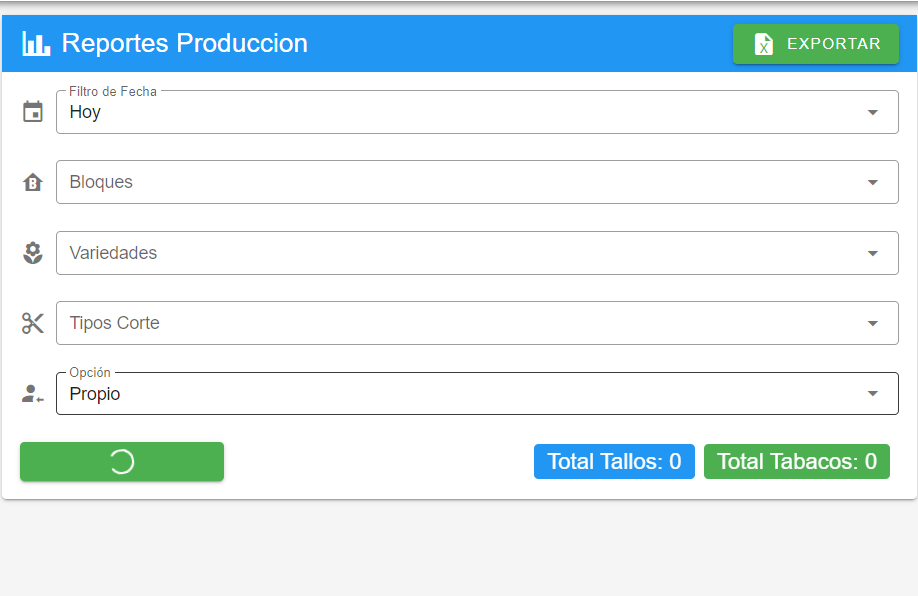 Reportes Produccion
EXPORTAR
Filtro de Fecha
Hoy
Bloques
Variedades
Tipos Corte
Opción
Propio
Total Tallos: 0
Total Tabacos: 0